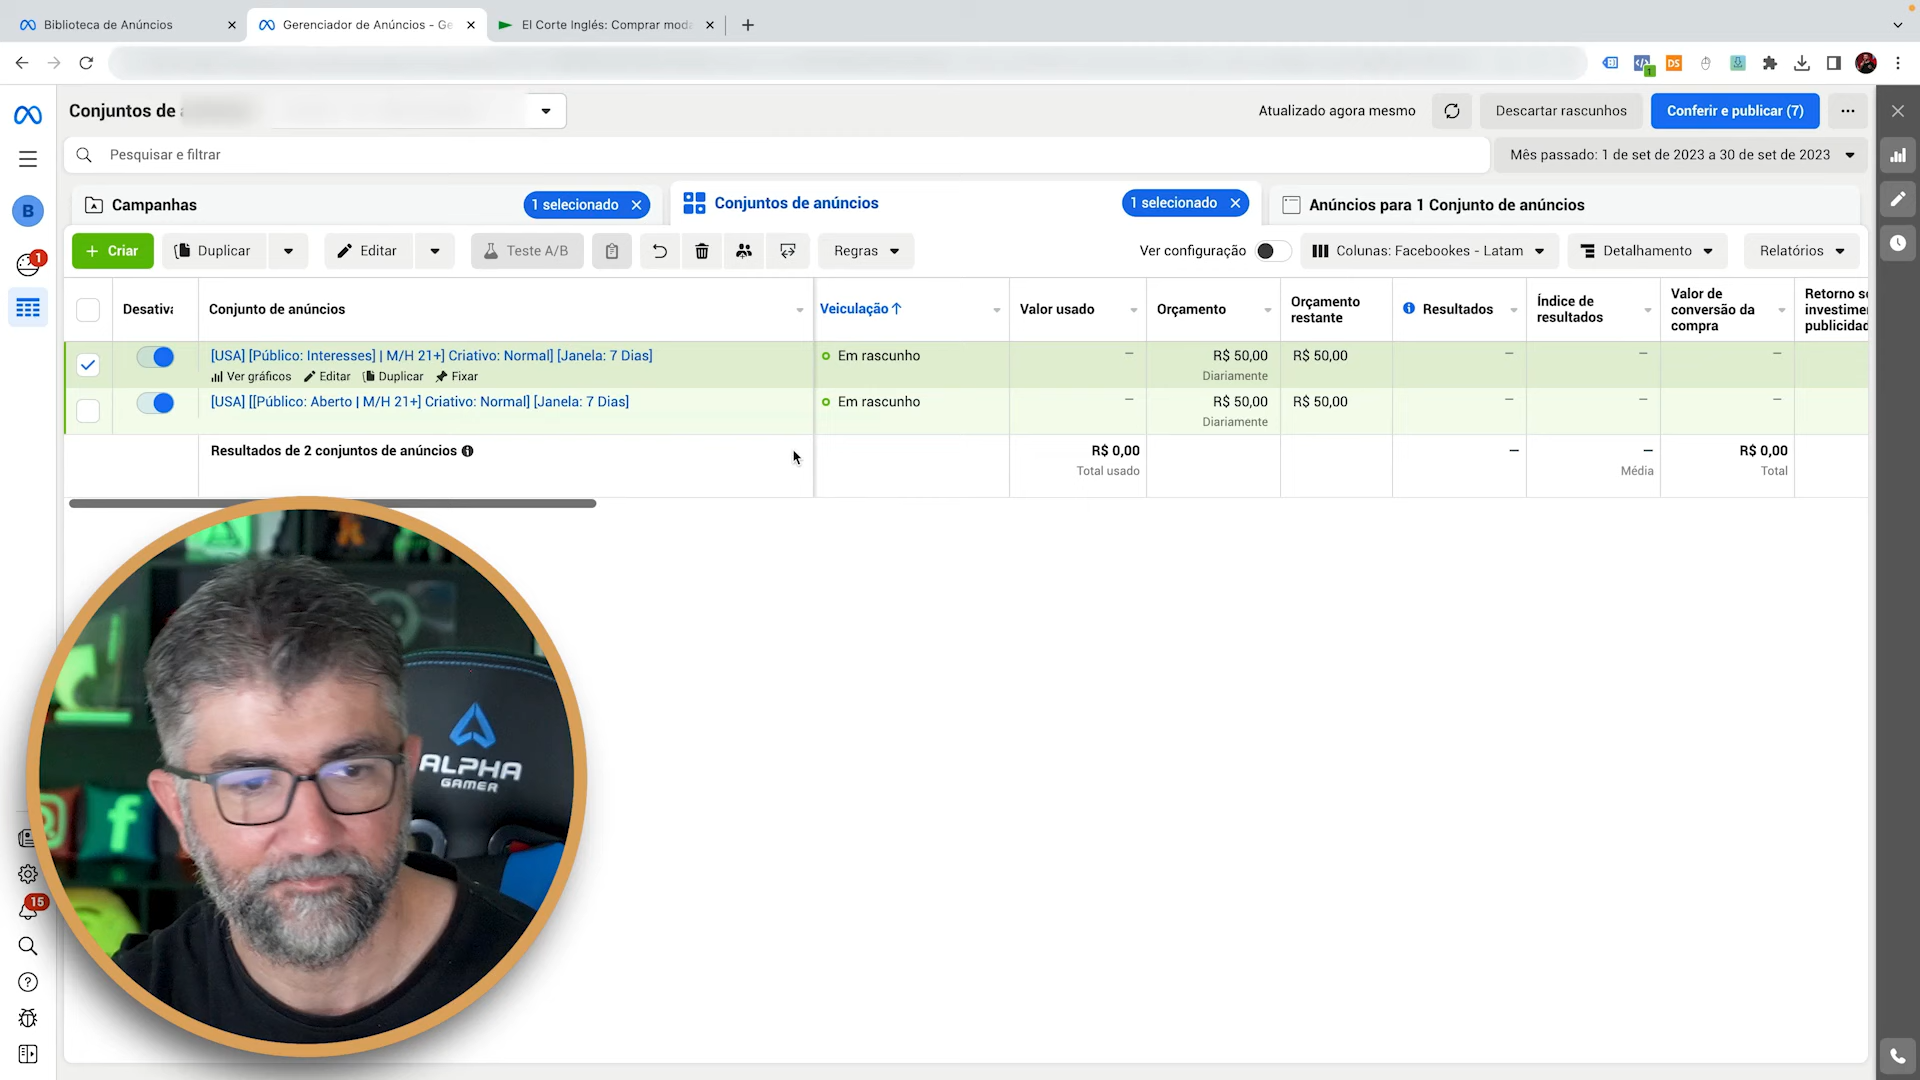 Biblioteca de Anúncios
Gerenciador de Anúncios - Ge
El Corte Inglés: Comprar moda
1
DS
Conjuntos de
Atualizado agora mesmo
Descartar rascunhos
Conferir e publicar (7)
Pesquisar e filtrar
Mês passado: 1 de set de 2023 a 30 de set de 2023
B
Campanhas
1 selecionado
Conjuntos de anúncios
1 selecionado
Anúncios para 1 Conjunto de anúncios
1
+ Criar
Duplicar
Editar
Teste A/B
Regras
Ver configuração
Colunas: Facebookes - Latam
Detalhamento
Relatórios
Desativa
Conjunto de anúncios
Veiculação
Valor usado
Orçamento
Orçamento
restante
Resultados
Índice de
resultados
Valor de
conversão da
compra
Retorno so
investime
publicidad
[USA] [Público: Interesses] | M/H 21+] Criativo: Normal] [Janela: 7 Dias]
Em rascunho
–
R$ 50,00
R$ 50,00
–
–
–
Ver gráficos
Editar
Duplicar
Fixar
Diariamente
[USA] [[Público: Aberto | M/H 21+] Criativo: Normal] [Janela: 7 Dias]
Em rascunho
–
R$ 50,00
R$ 50,00
–
–
–
Diariamente
Resultados de 2 conjuntos de anúncios
R$ 0,00
–
–
R$ 0,00
Total usado
Média
Total
ALPHA
GAMER
15